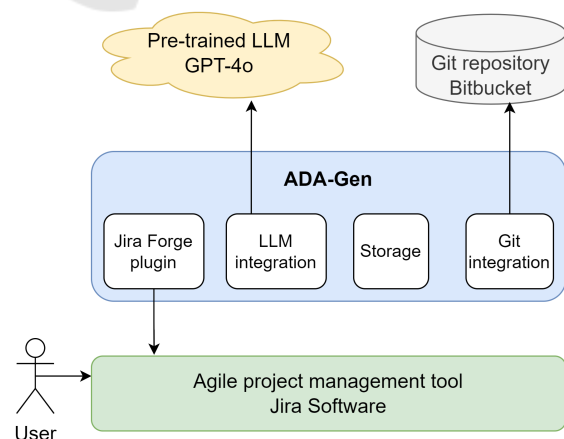 Pre-trained LLM
GPT-4o
Git repository
Bitbucket
ADA-Gen
Jira Forge
plugin
LLM
integration
Storage
Git
integration
Agile project management tool
Jira Software
User